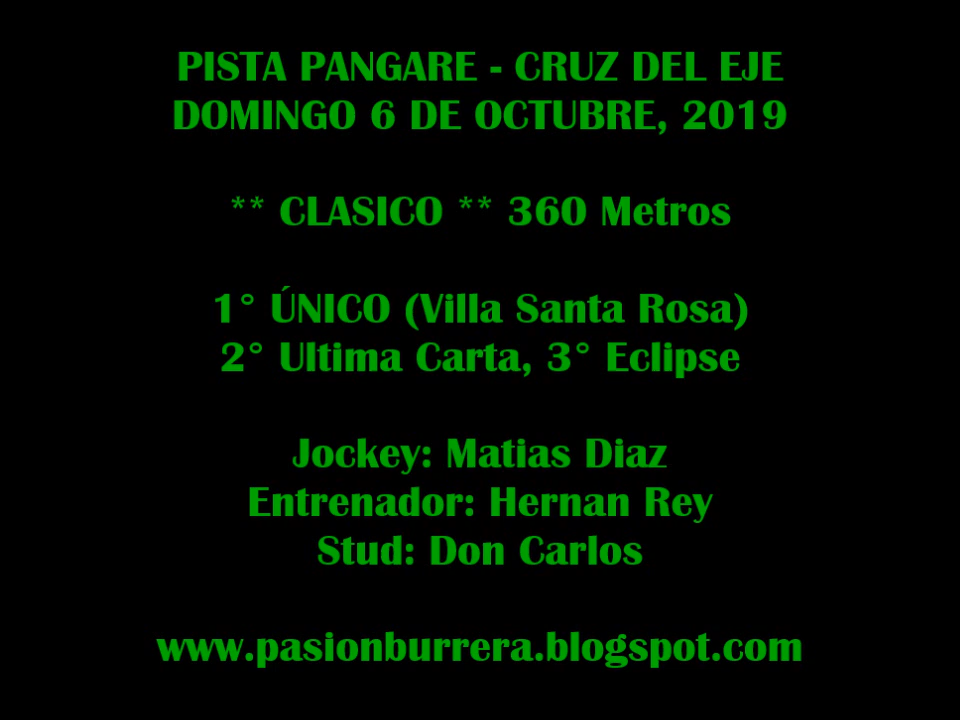 PISTA PANGARE - CRUZ DEL EJE
DOMINGO 6 DE OCTUBRE, 2019
** CLASICO ** 360 Metros
1° ÚNICO (Villa Santa Rosa)
2° Ultima Carta, 3° Eclipse
Jockey: Matias Diaz
Entrenador: Hernan Rey
Stud: Don Carlos
www.pasionburrera.blogspot.com